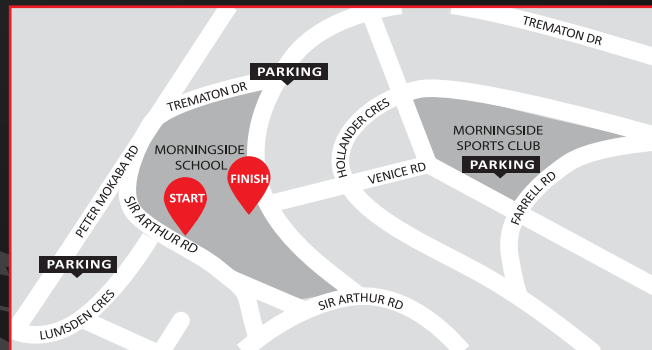 TREMATON DR
PARKING
TREMATON DR
HOLLANDER CRES
MORNINGSIDE
SPORTS CLUB
PARKING
MORNINGSIDE
SCHOOL
VENICE RD
FINISH
START
FARRELL RD
PETER MOKABA RD
SIR ARTHUR RD
PARKING
SIR ARTHUR RD
LUMSDEN CRES